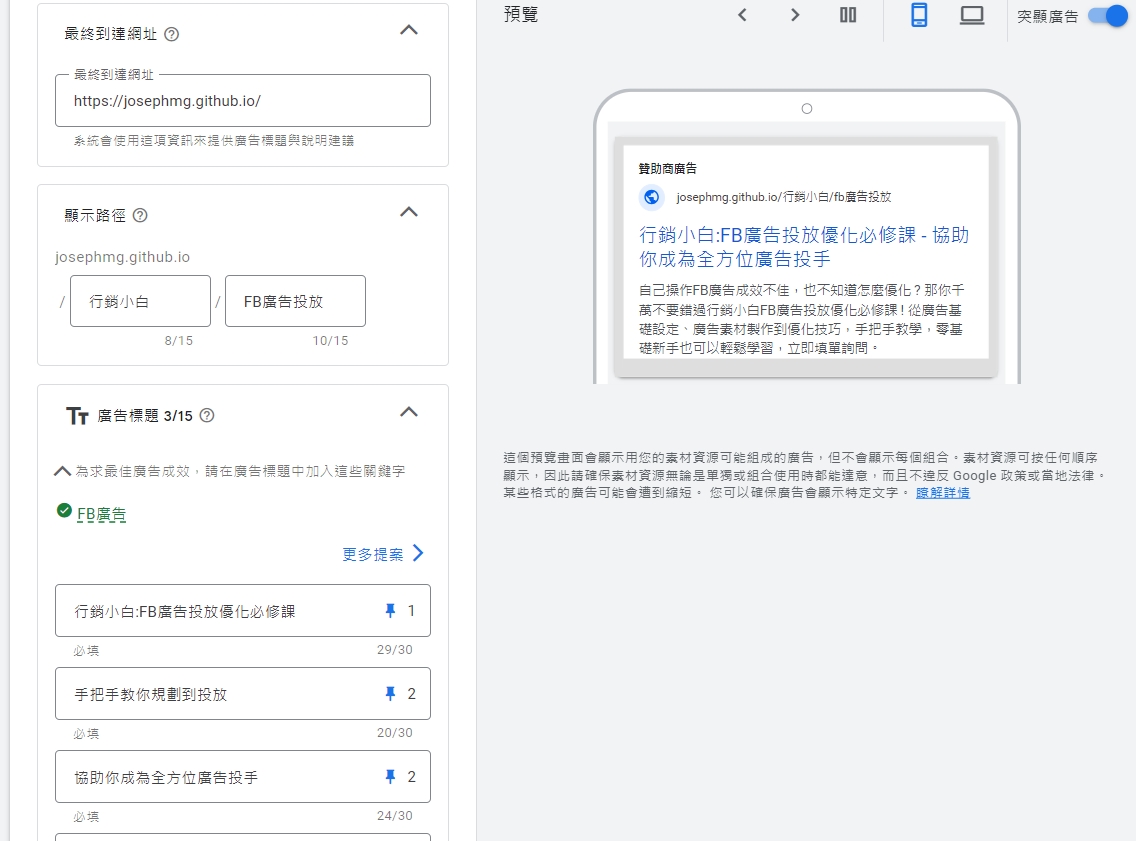 最終到達網址
最終到達網址
https://josephmg.github.io/
系統會使用這項資訊來提供廣告標題與說明建議
顯示路徑
josephmg.github.io
/ 行銷小白 / FB廣告投放
8/15 10/15
廣告標題 3/15
為求最佳廣告成效，請在廣告標題中加入這些關鍵字
FB廣告
更多提案
行銷小白:FB廣告投放優化必修課 1
必填 29/30
手把手教你規劃到投放 2
必填 20/30
協助你成為全方位廣告投手 2
必填 24/30
預覽
突顯廣告
贊助商廣告
josephmg.github.io/行銷小白/fb廣告投放
行銷小白:FB廣告投放優化必修課 - 協助
你成為全方位廣告投手
自己操作FB廣告成效不佳，也不知道怎麼優化？那你千
萬不要錯過行銷小白FB廣告投放優化必修課！從廣告基
礎設定、廣告素材製作到優化技巧，手把手教學，零基
礎新手也可以輕鬆學習，立即填單詢問。
這個預覽畫面會顯示用您的素材資源可能組成的廣告，但不會顯示每個組合。素材資源可按任何順序
顯示，因此請確保素材資源無論是單獨或組合使用時都能達意，而且不違反 Google 政策或當地法律。
某些格式的廣告可能會遭到縮短。 您可以確保廣告會顯示特定文字。 瞭解詳情